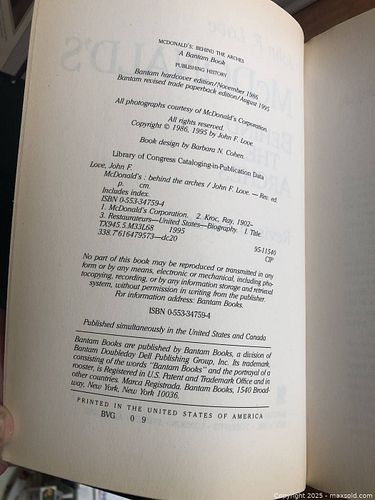 MCDONALD'S: BEHIND THE ARCHES
A Bantam Book
PUBLISHING HISTORY
Bantam hardcover edition/November 1986
Bantam revised trade paperback edition/August 1995
All photographs courtesy of McDonald's Corporation
All rights reserved.
Copyright © 1986, 1995 by John F. Love.
Book design by Barbara N. Cohen.
Library of Congress Cataloging-in-Publication Data
Love, John F.
McDonald's : behind the arches / John F. Love. — Rev. ed.
p. cm.
Includes index.
ISBN 0-553-34759-4
1. McDonald's Corporation. 2. Kroc, Ray, 1902-
3. Restaurateurs—United States—Biography. I. Title.
TX945.5.M33L68 1995
338.7'616479573—dc20 95-11540
CIP
No part of this book may be reproduced or transmitted in any
form or by any means, electronic or mechanical, including pho-
tocopying, recording, or by any information storage and retrieval
system, without permission in writing from the publisher.
For information address: Bantam Books.
ISBN 0-553-34759-4
Published simultaneously in the United States and Canada
Bantam Books are published by Bantam Books, a division of
Bantam Doubleday Dell Publishing Group, Inc. Its trademark,
consisting of the words "Bantam Books" and the portrayal of a
rooster, is Registered in U.S. Patent and Trademark Office and in
other countries. Marca Registrada. Bantam Books, 1540 Broad-
way, New York, New York 10036.
PRINTED IN THE UNITED STATES OF AMERICA
BVG 0 9
Copyright 2025 - maxsold.com